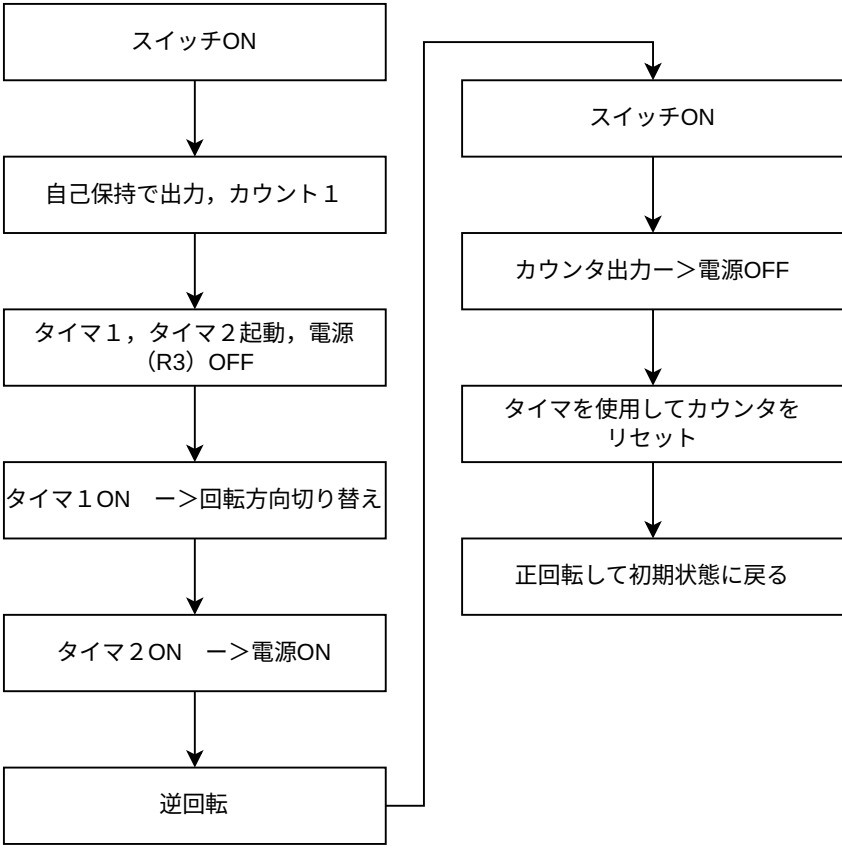 スイッチON
自己保持で出力，カウント１
タイマ１，タイマ２起動，電源
（R3）OFF
タイマ１ON　ー＞回転方向切り替え
タイマ２ON　ー＞電源ON
逆回転
スイッチON
カウンタ出力ー＞電源OFF
タイマを使用してカウンタを
リセット
正回転して初期状態に戻る